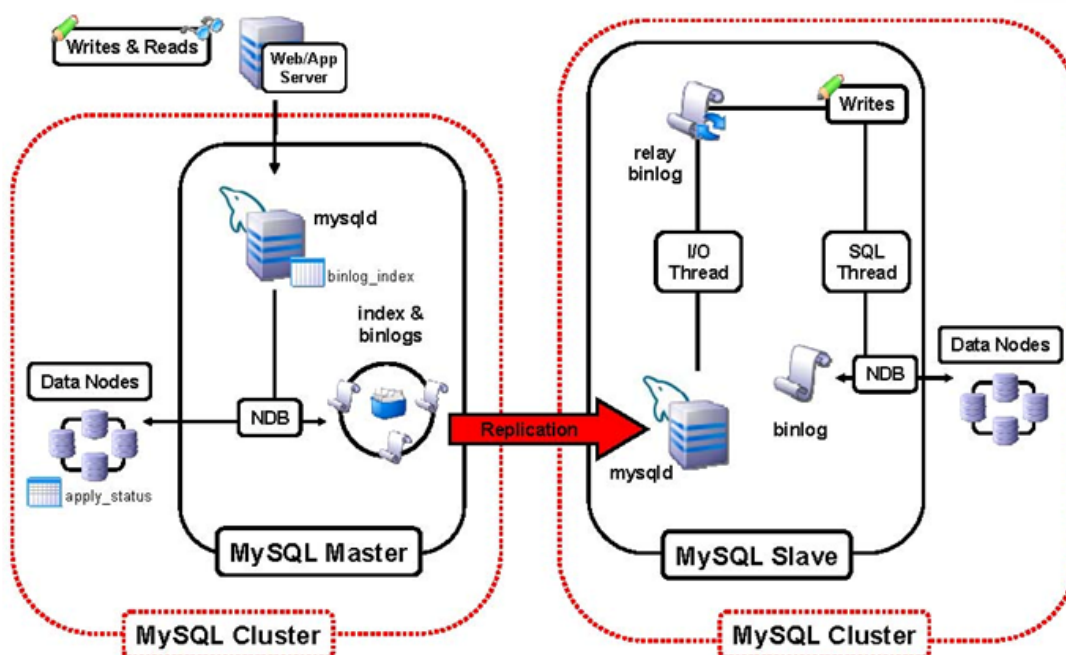 Writes & Reads
Web/App
Server
mysqld
binlog_index
index &
binlogs
Data Nodes
NDB
apply_status
MySQL Master
MySQL Cluster
Replication
relay
binlog
Writes
I/O
Thread
SQL
Thread
Data Nodes
NDB
binlog
mysqld
MySQL Slave
MySQL Cluster